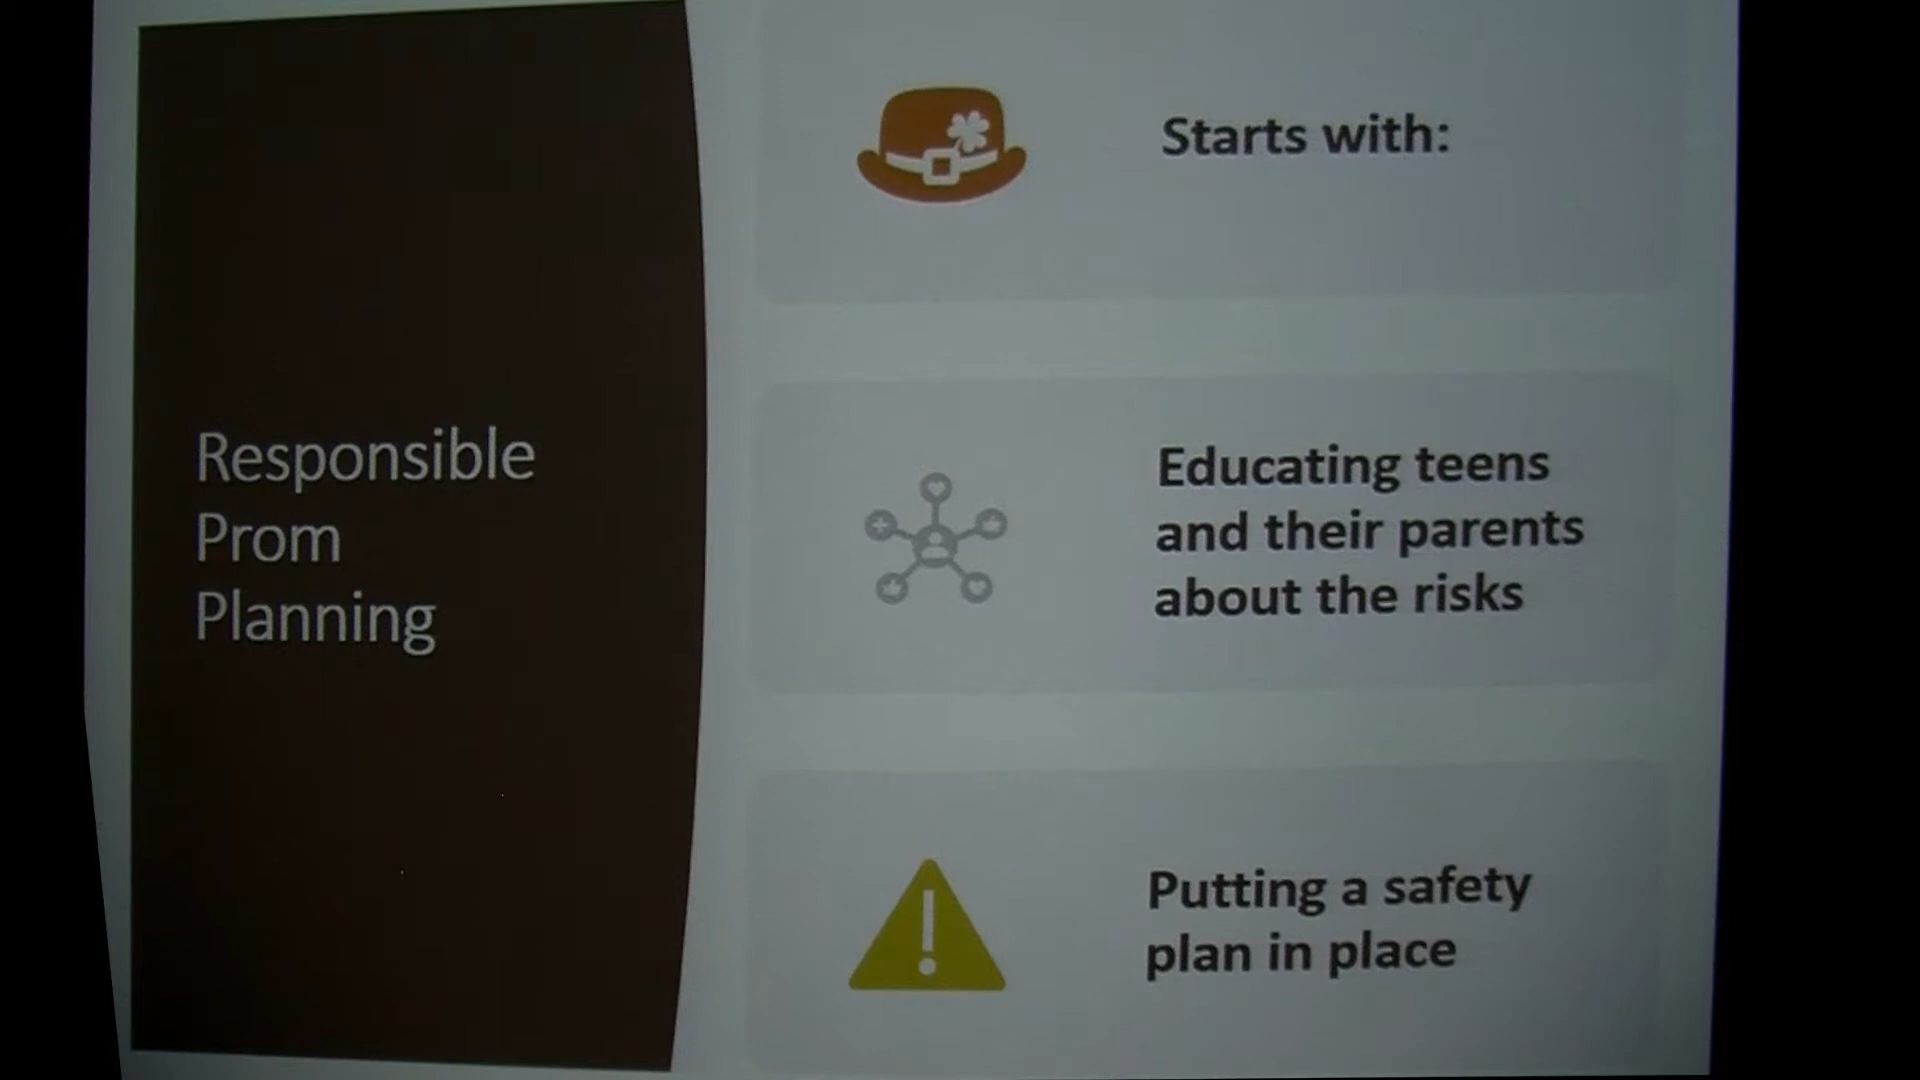 Responsible
Prom
Planning
Starts with:
Educating teens
and their parents
about the risks
Putting a safety
plan in place